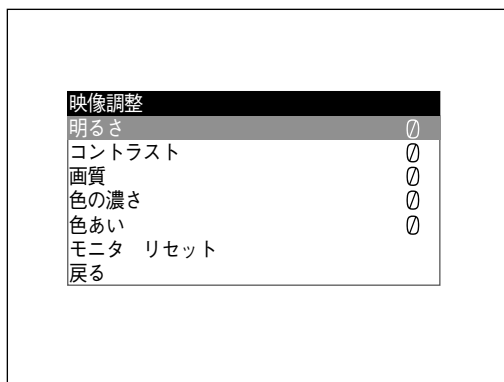 映像調整
明るさ 0
コントラスト 0
画質 0
色の濃さ 0
色あい 0
モニタ　リセット
戻る